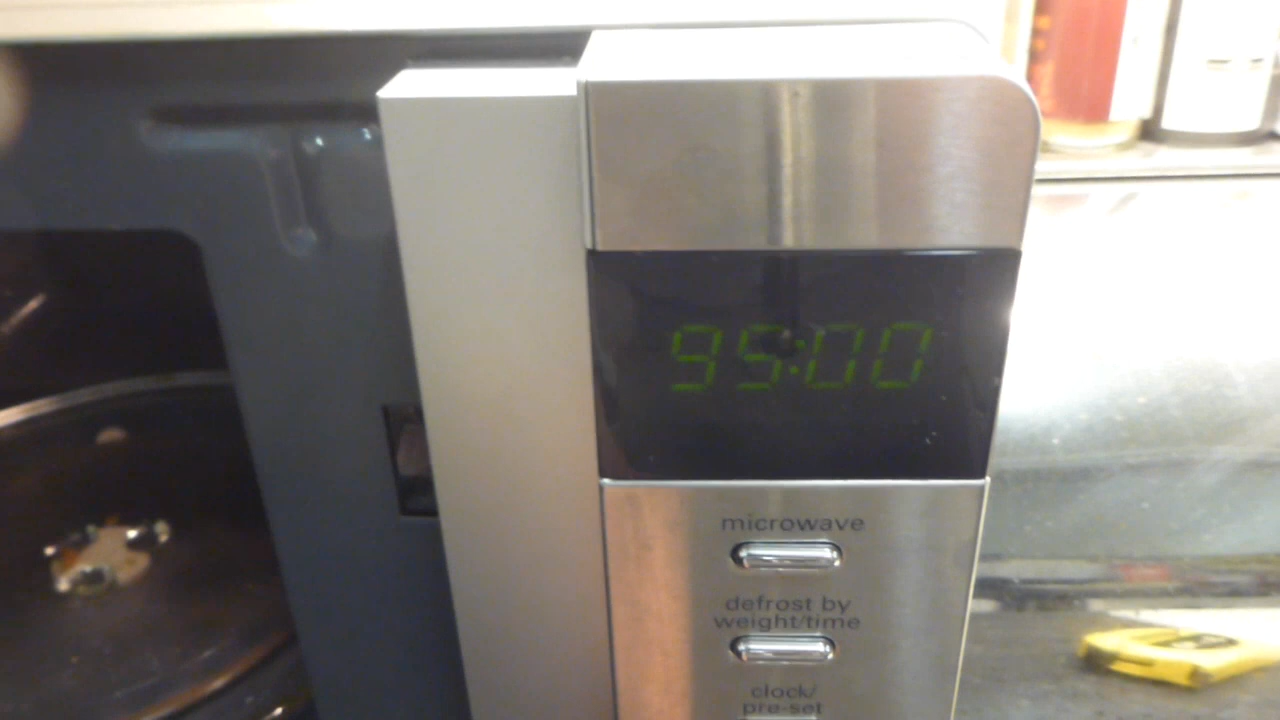 95:00
microwave
defrost by
weight/time
clock/
pre-set